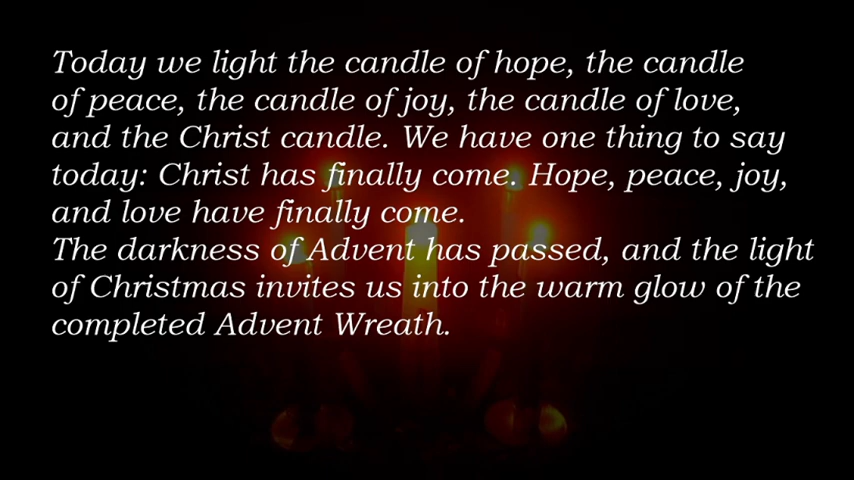 Today we light the candle of hope, the candle
of peace, the candle of joy, the candle of love,
and the Christ candle. We have one thing to say
today: Christ has finally come. Hope, peace, joy,
and love have finally come.
The darkness of Advent has passed, and the light
of Christmas invites us into the warm glow of the
completed Advent Wreath.